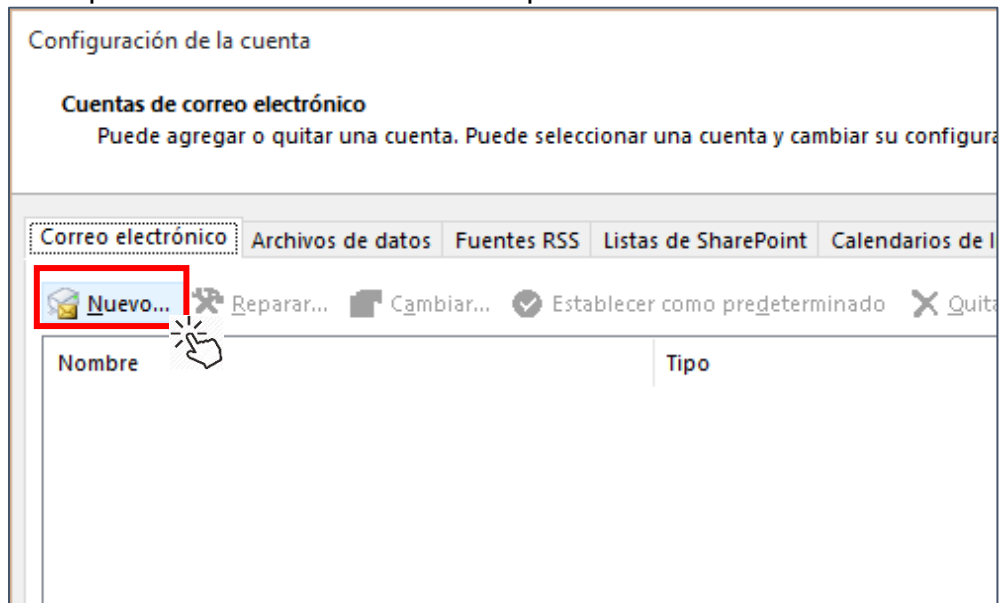 Configuración de la cuenta
Cuentas de correo electrónico
Puede agregar o quitar una cuenta. Puede seleccionar una cuenta y cambiar su configura
Correo electrónico Archivos de datos Fuentes RSS Listas de SharePoint Calendarios de I
Nuevo... Reparar... Cambiar... Establecer como predeterminado Quita
Nombre Tipo